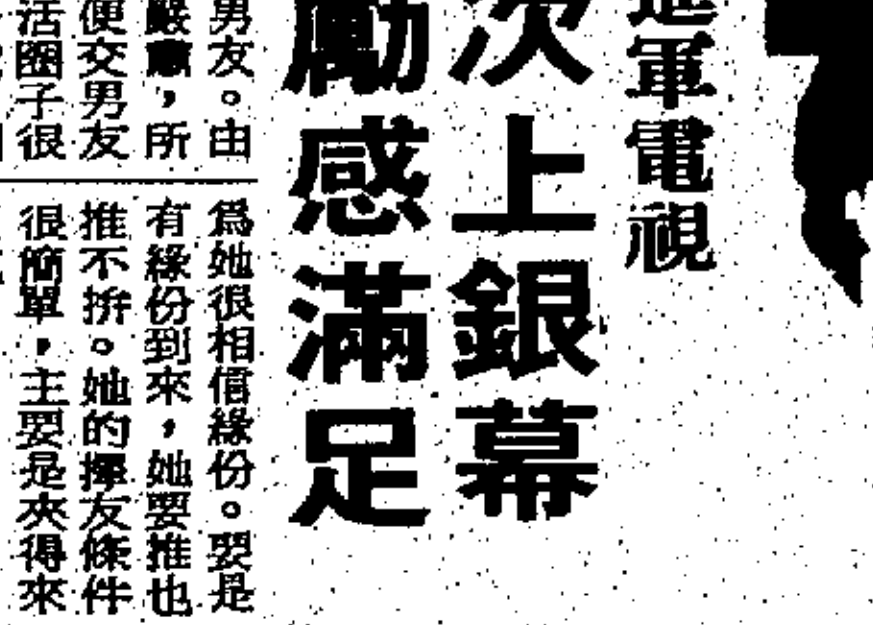 進軍電視
次上銀幕
勵感滿足
男友。由
嚴肅，所
便交男友
活圈子很
爲她很相信緣份。要是
有緣份到來，她要推也
推不拚。她的擇友條件
很簡單，主要是夾得來